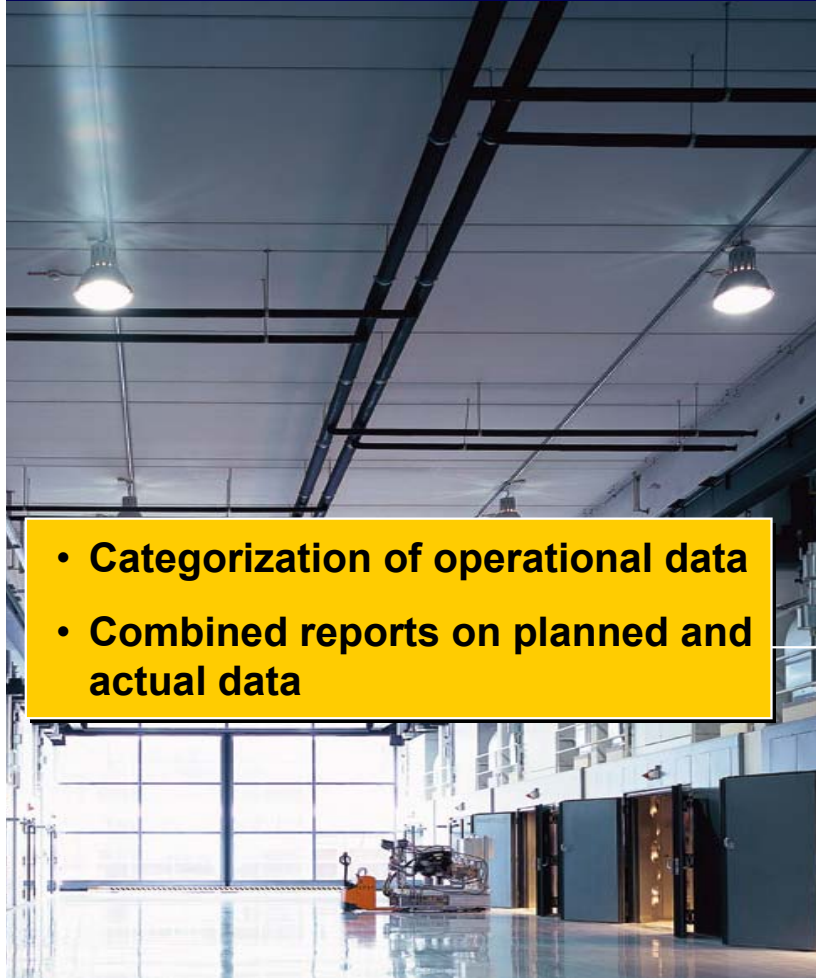 • Categorization of operational data
• Combined reports on planned and
actual data